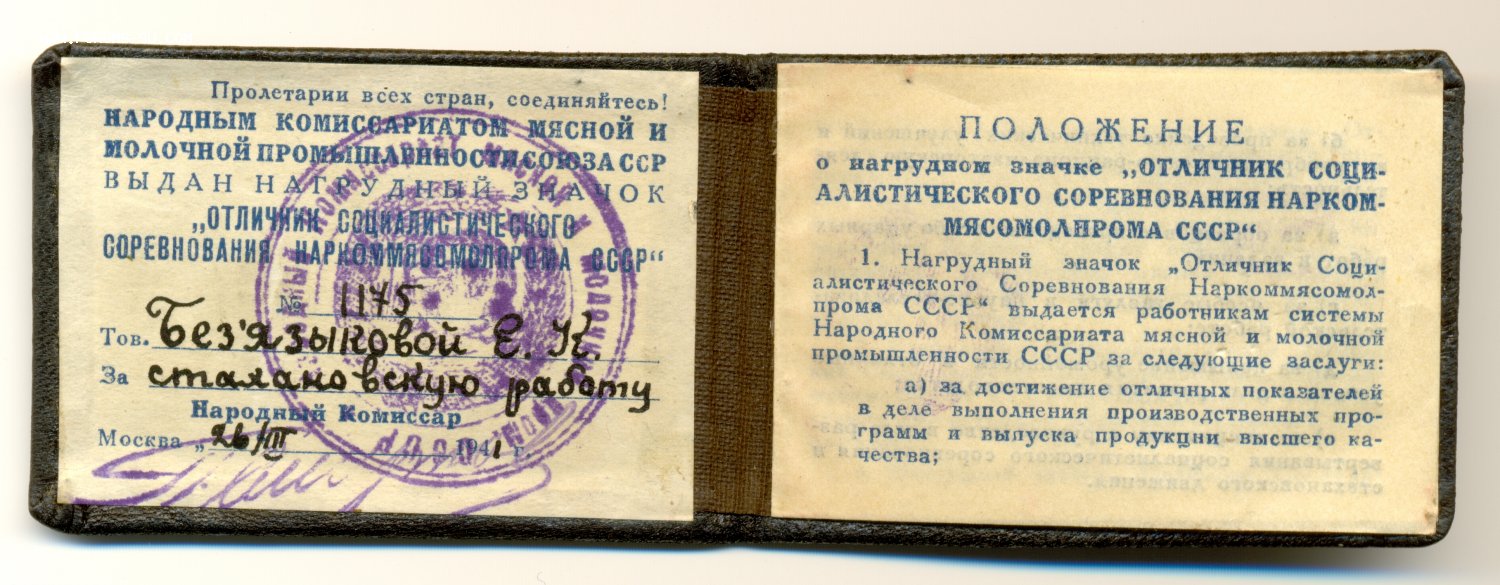 Пролетарии всех стран, соединяйтесь!
НАРОДНЫМ КОМИССАРИАТОМ МЯСНОЙ И
МОЛОЧНОЙ ПРОМЫШЛЕННОСТИ СОЮЗА ССР
ВЫДАН НАГРУДНЫЙ ЗНАЧОК
„ОТЛИЧНИК СОЦИАЛИСТИЧЕСКОГО
СОРЕВНОВАНИЯ НАРКОММЯСОМОЛПРОМА СССР“
№ 1175
Тов. Без'языковой Е. К.
За стахановскую работу
Народный Комиссар
Москва „26/III 1941 г.
ПОЛОЖЕНИЕ
о нагрудном значке „ОТЛИЧНИК СОЦИ-
АЛИСТИЧЕСКОГО СОРЕВНОВАНИЯ НАРКОМ-
МЯСОМОЛПРОМА СССР“
1. Нагрудный значок „Отличник Соци-
алистического Соревнования Наркоммясомол-
прома СССР“ выдается работникам системы
Народного Комиссариата мясной и молочной
промышленности СССР за следующие заслуги:
а) за достижение отличных показателей
в деле выполнения производственных про-
грамм и выпуска продукции высшего ка-
чества;